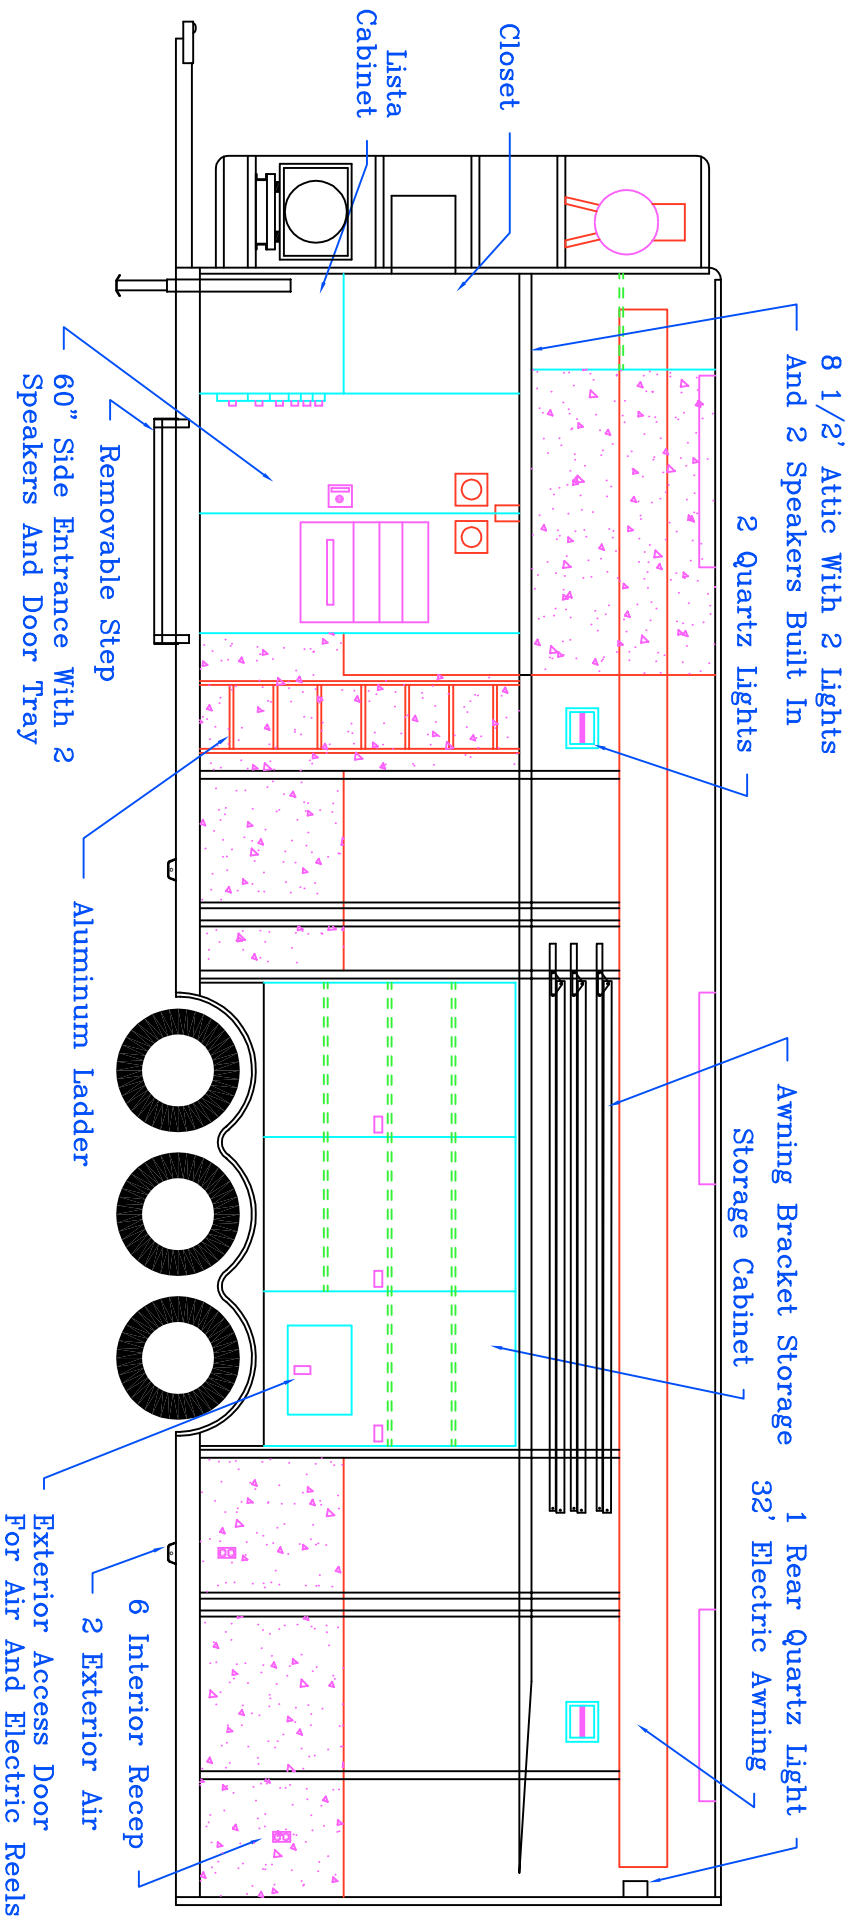 Closet
Lista
Cabinet
8 1/2' Attic With 2 Lights
And 2 Speakers Built In
2 Quartz Lights
Awning Bracket Storage
Storage Cabinet
1 Rear Quartz Light
32' Electric Awning
Removable Step
60" Side Entrance With 2
Speakers And Door Tray
Aluminum Ladder
6 Interior Recep
2 Exterior Air
Exterior Access Door
For Air And Electric Reels